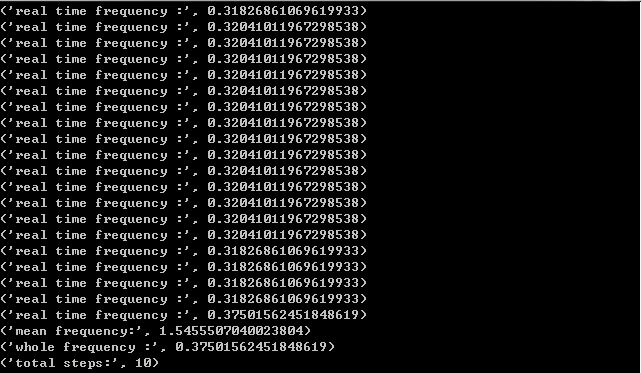 ('real time frequency :', 0.31826861069619933)
('real time frequency :', 0.32041011967298538)
('real time frequency :', 0.32041011967298538)
('real time frequency :', 0.32041011967298538)
('real time frequency :', 0.32041011967298538)
('real time frequency :', 0.32041011967298538)
('real time frequency :', 0.32041011967298538)
('real time frequency :', 0.32041011967298538)
('real time frequency :', 0.32041011967298538)
('real time frequency :', 0.32041011967298538)
('real time frequency :', 0.32041011967298538)
('real time frequency :', 0.32041011967298538)
('real time frequency :', 0.32041011967298538)
('real time frequency :', 0.32041011967298538)
('real time frequency :', 0.32041011967298538)
('real time frequency :', 0.31826861069619933)
('real time frequency :', 0.31826861069619933)
('real time frequency :', 0.31826861069619933)
('real time frequency :', 0.31826861069619933)
('real time frequency :', 0.37501562451848619)
('mean frequency:', 1.5455507040023804)
('whole frequency :', 0.37501562451848619)
('total steps:', 10)